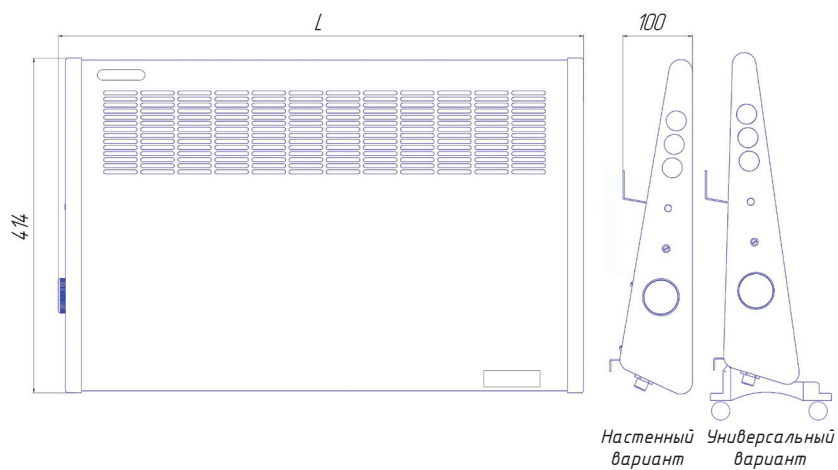 L
100
414
Настенный
вариант
Универсальный
вариант